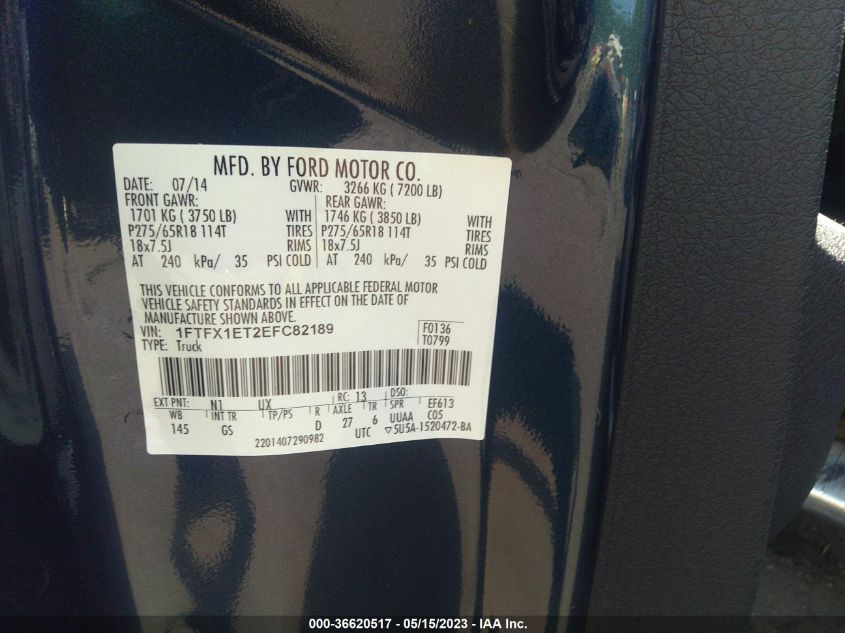 MFD. BY FORD MOTOR CO.
DATE: 07/14 GVWR: 3266 KG ( 7200 LB)
FRONT GAWR: REAR GAWR:
1701 KG ( 3750 LB) WITH 1746 KG ( 3850 LB) WITH
P275/65R18 114T TIRES P275/65R18 114T TIRES
18x7.5J RIMS 18x7.5J RIMS
AT 240 kPa/ 35 PSI COLD AT 240 kPa/ 35 PSI COLD
THIS VEHICLE CONFORMS TO ALL APPLICABLE FEDERAL MOTOR
VEHICLE SAFETY STANDARDS IN EFFECT ON THE DATE OF
MANUFACTURE SHOWN ABOVE.
VIN: 1FTFX1ET2EFC82189 F0136
TYPE: Truck T0799
EXT PNT: N1 UX RC: 13 DSO:
WB INT TR TP/PS R AXLE TR SPR EF613
145 GS D 27 6 UUAA C05
2201407290982 UTC ▽5U5A-1520472-BA
000-36620517 - 05/15/2023 - IAA Inc.